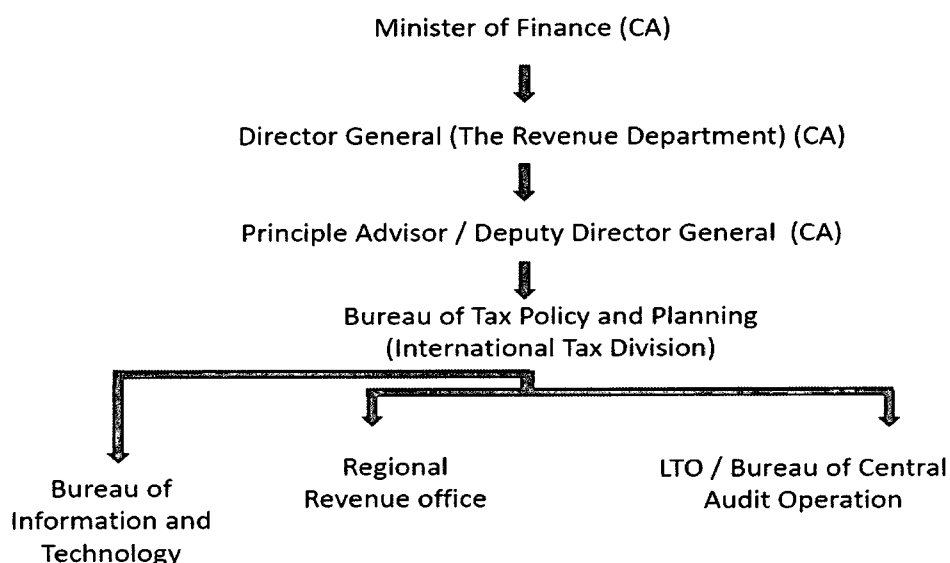 Minister of Finance (CA)
Director General (The Revenue Department) (CA)
Principle Advisor / Deputy Director General (CA)
Bureau of Tax Policy and Planning
(International Tax Division)
Bureau of
Information and
Technology
Regional
Revenue office
LTO / Bureau of Central
Audit Operation